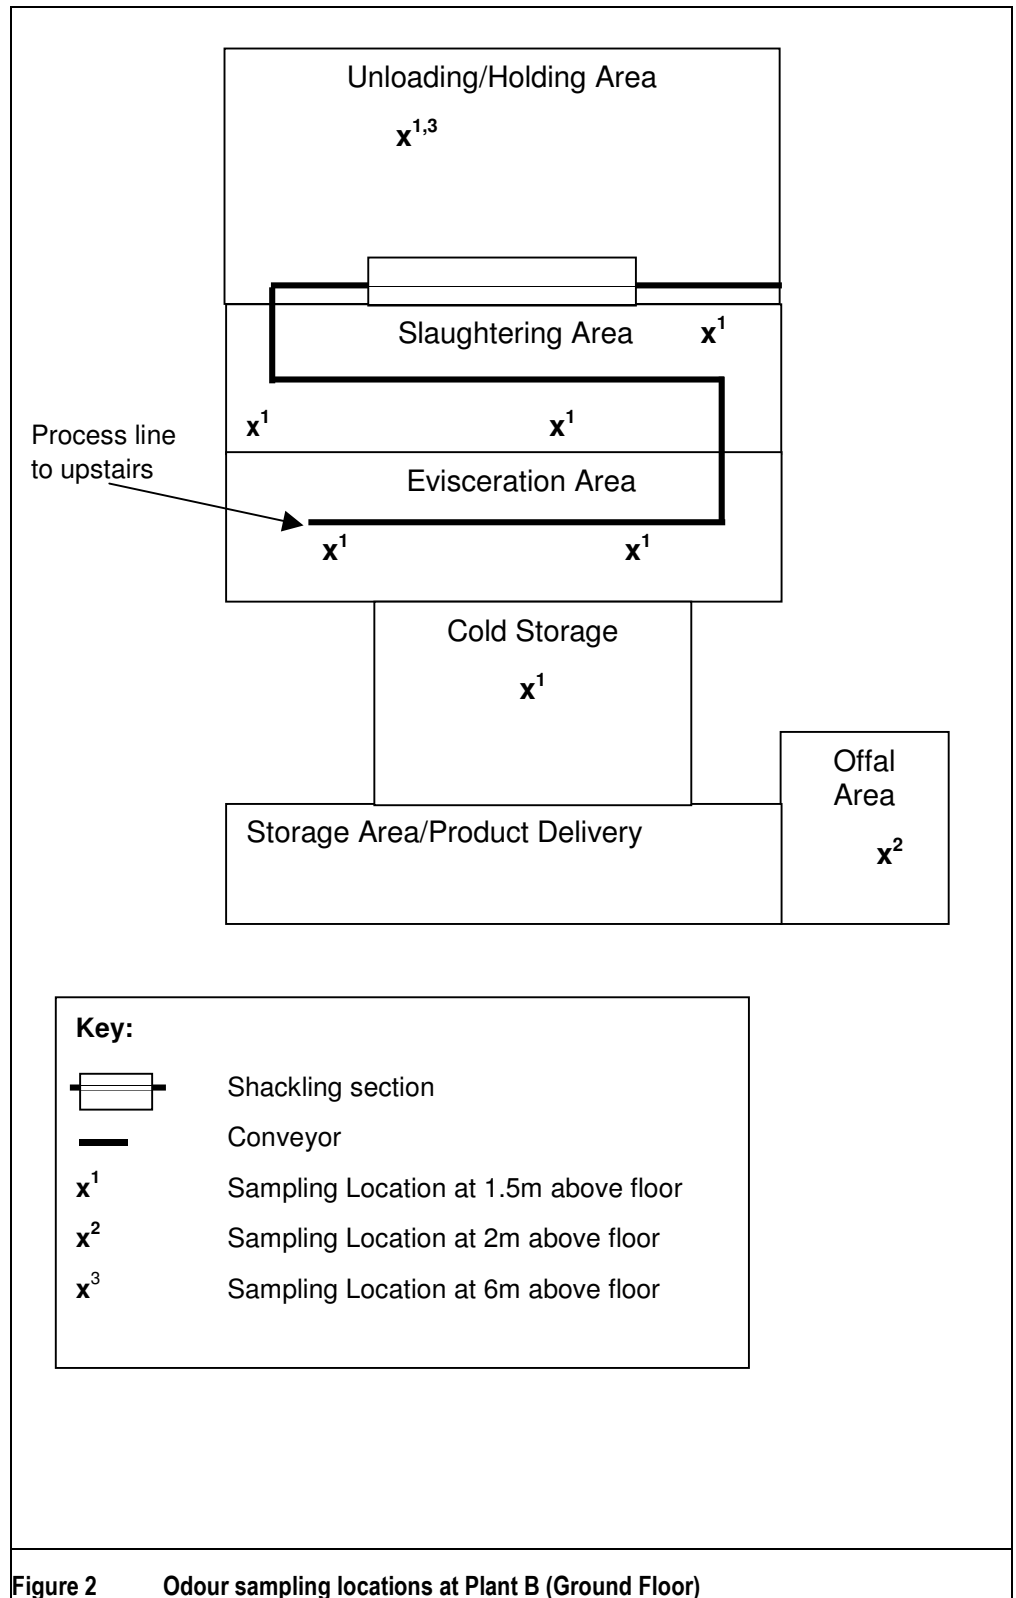 Unloading/Holding Area
x1,3
Slaughtering Area x1
x1 x1
Process line
to upstairs
Evisceration Area
x1 x1
Cold Storage
x1
Offal
Area
x2
Storage Area/Product Delivery
Key:
Shackling section
Conveyor
x1 Sampling Location at 1.5m above floor
x2 Sampling Location at 2m above floor
x3 Sampling Location at 6m above floor
Figure 2 Odour sampling locations at Plant B (Ground Floor)